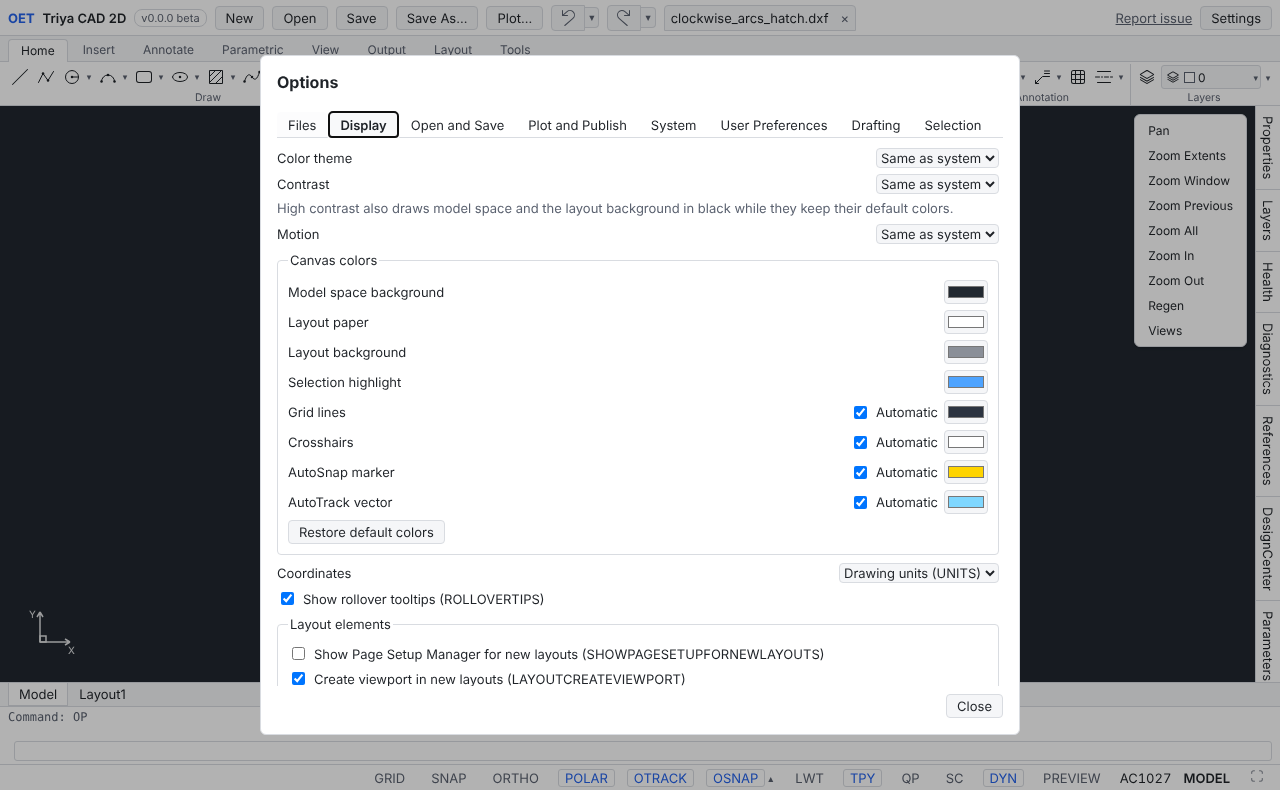 OET Triya CAD 2D v0.0.0 beta New Open Save Save As... Plot... clockwise_arcs_hatch.dxf × Report issue Settings
Home Insert Annotate Parametric View Output Layout Tools
0
Draw Layers
Options
Files Display Open and Save Plot and Publish System User Preferences Drafting Selection
Color theme Same as system
Contrast Same as system
High contrast also draws model space and the layout background in black while they keep their default colors.
Motion Same as system
Canvas colors
Model space background
Layout paper
Layout background
Selection highlight
Grid lines Automatic
Crosshairs Automatic
AutoSnap marker Automatic
AutoTrack vector Automatic
Restore default colors
Coordinates Drawing units (UNITS)
Show rollover tooltips (ROLLOVERTIPS)
Layout elements
Show Page Setup Manager for new layouts (SHOWPAGESETUPFORNEWLAYOUTS)
Create viewport in new layouts (LAYOUTCREATEVIEWPORT)
Close
Pan
Zoom Extents
Zoom Window
Zoom Previous
Zoom All
Zoom In
Zoom Out
Regen
Views
Properties
Layers
Health
Diagnostics
References
DesignCenter
Parameters
Y
X
Model Layout1
Command: OP
GRID SNAP ORTHO POLAR OTRACK OSNAP LWT TPY QP SC DYN PREVIEW AC1027 MODEL